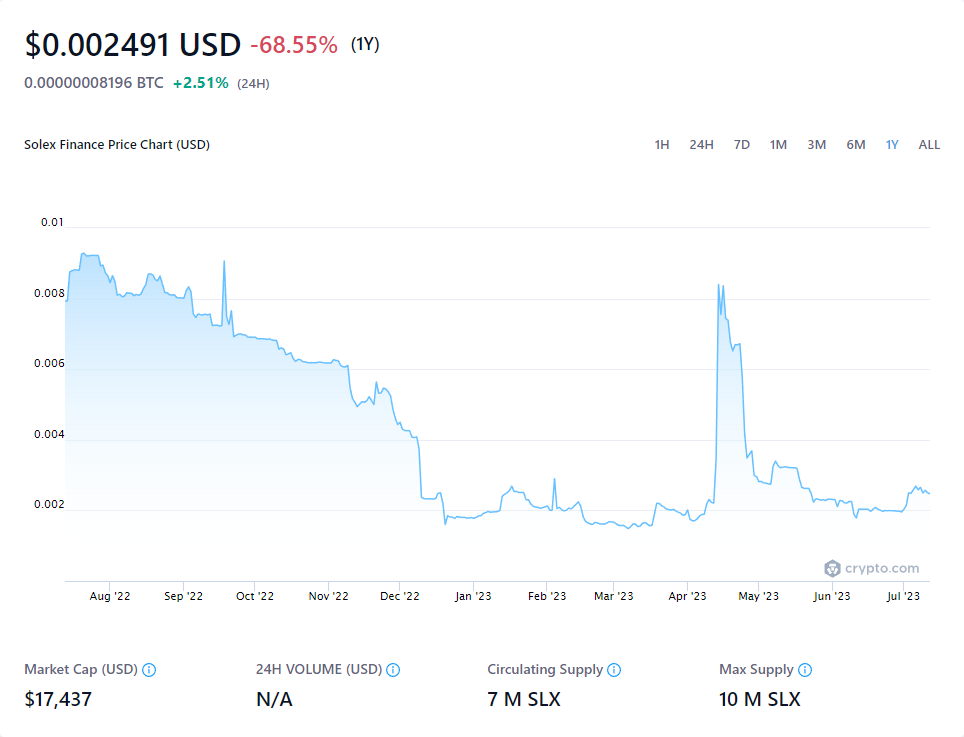 $0.002491 USD -68.55% (1Y)
0.00000008196 BTC +2.51% (24H)
Solex Finance Price Chart (USD) 1H 24H 7D 1M 3M 6M 1Y ALL
0.01
0.008
0.006
0.004
0.002
crypto.com
Aug '22 Sep '22 Oct '22 Nov '22 Dec '22 Jan '23 Feb '23 Mar '23 Apr '23 May '23 Jun '23 Jul '23
Market Cap (USD) 24H VOLUME (USD) Circulating Supply Max Supply
$17,437 N/A 7 M SLX 10 M SLX